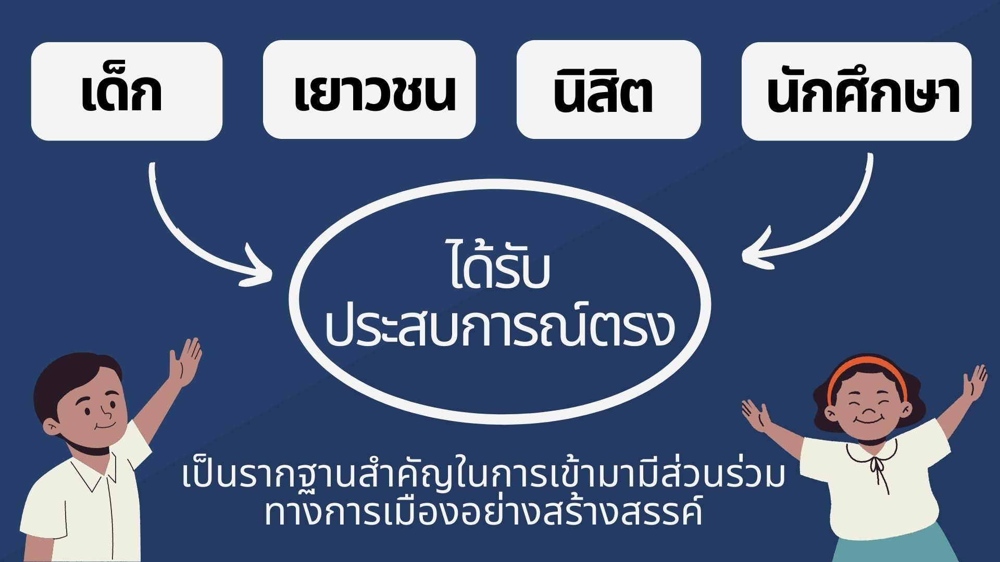 เด็ก
เยาวชน
นิสิต
นักศึกษา
ได้รับ
ประสบการณ์ตรง
เป็นรากฐานสำคัญในการเข้ามามีส่วนร่วม
ทางการเมืองอย่างสร้างสรรค์